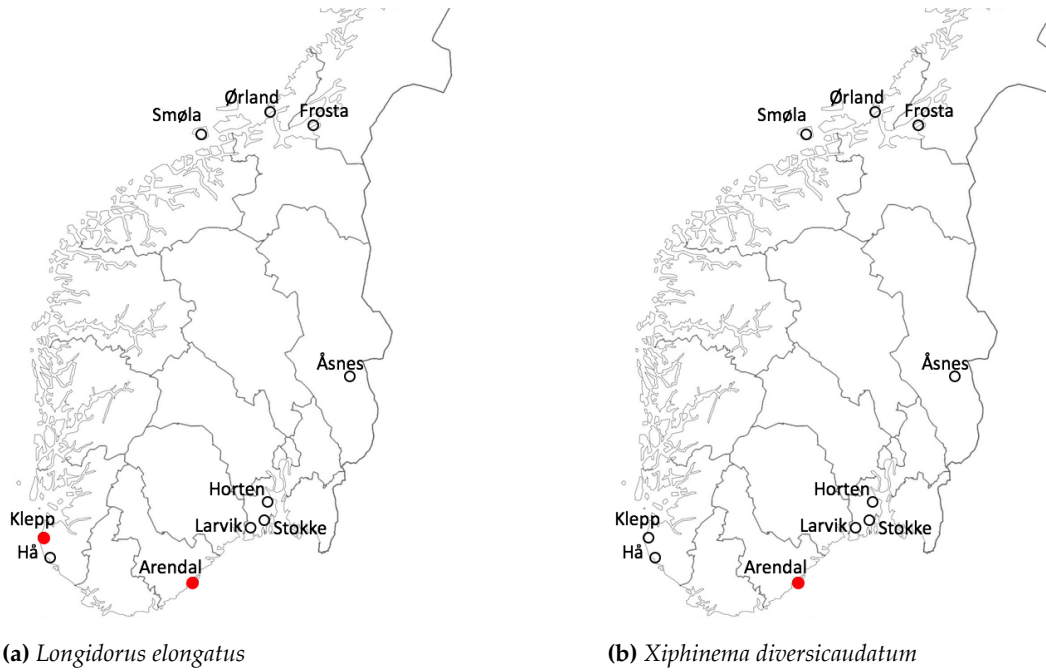 Ørland
Smøla
Frosta
Åsnes
Horten
Larvik
Stokke
Klepp
Hå
Arendal
(a) Longidorus elongatus
Ørland
Smøla
Frosta
Åsnes
Horten
Larvik
Stokke
Klepp
Hå
Arendal
(b) Xiphinema diversicaudatum